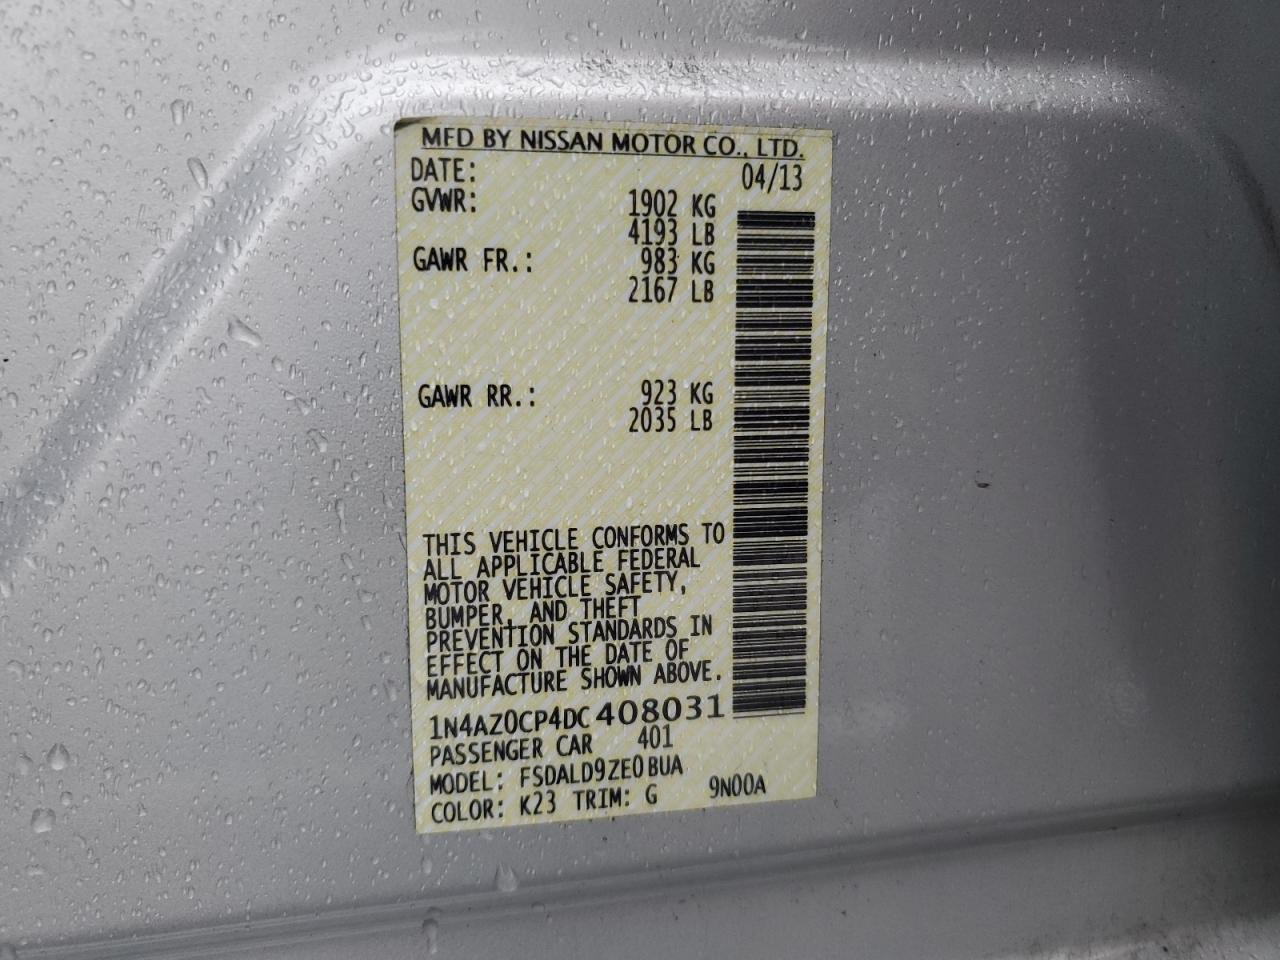 MFD BY NISSAN MOTOR CO., LTD.
DATE: 04/13
GVWR: 1902 KG
4193 LB
GAWR FR.: 983 KG
2167 LB
GAWR RR.: 923 KG
2035 LB
THIS VEHICLE CONFORMS TO
ALL APPLICABLE FEDERAL
MOTOR VEHICLE SAFETY,
BUMPER, AND THEFT
PREVENTION STANDARDS IN
EFFECT ON THE DATE OF
MANUFACTURE SHOWN ABOVE.
1N4AZ0CP4DC408031
PASSENGER CAR 401
MODEL: FSDALD9ZE0BUA
COLOR: K23 TRIM: G 9N00A